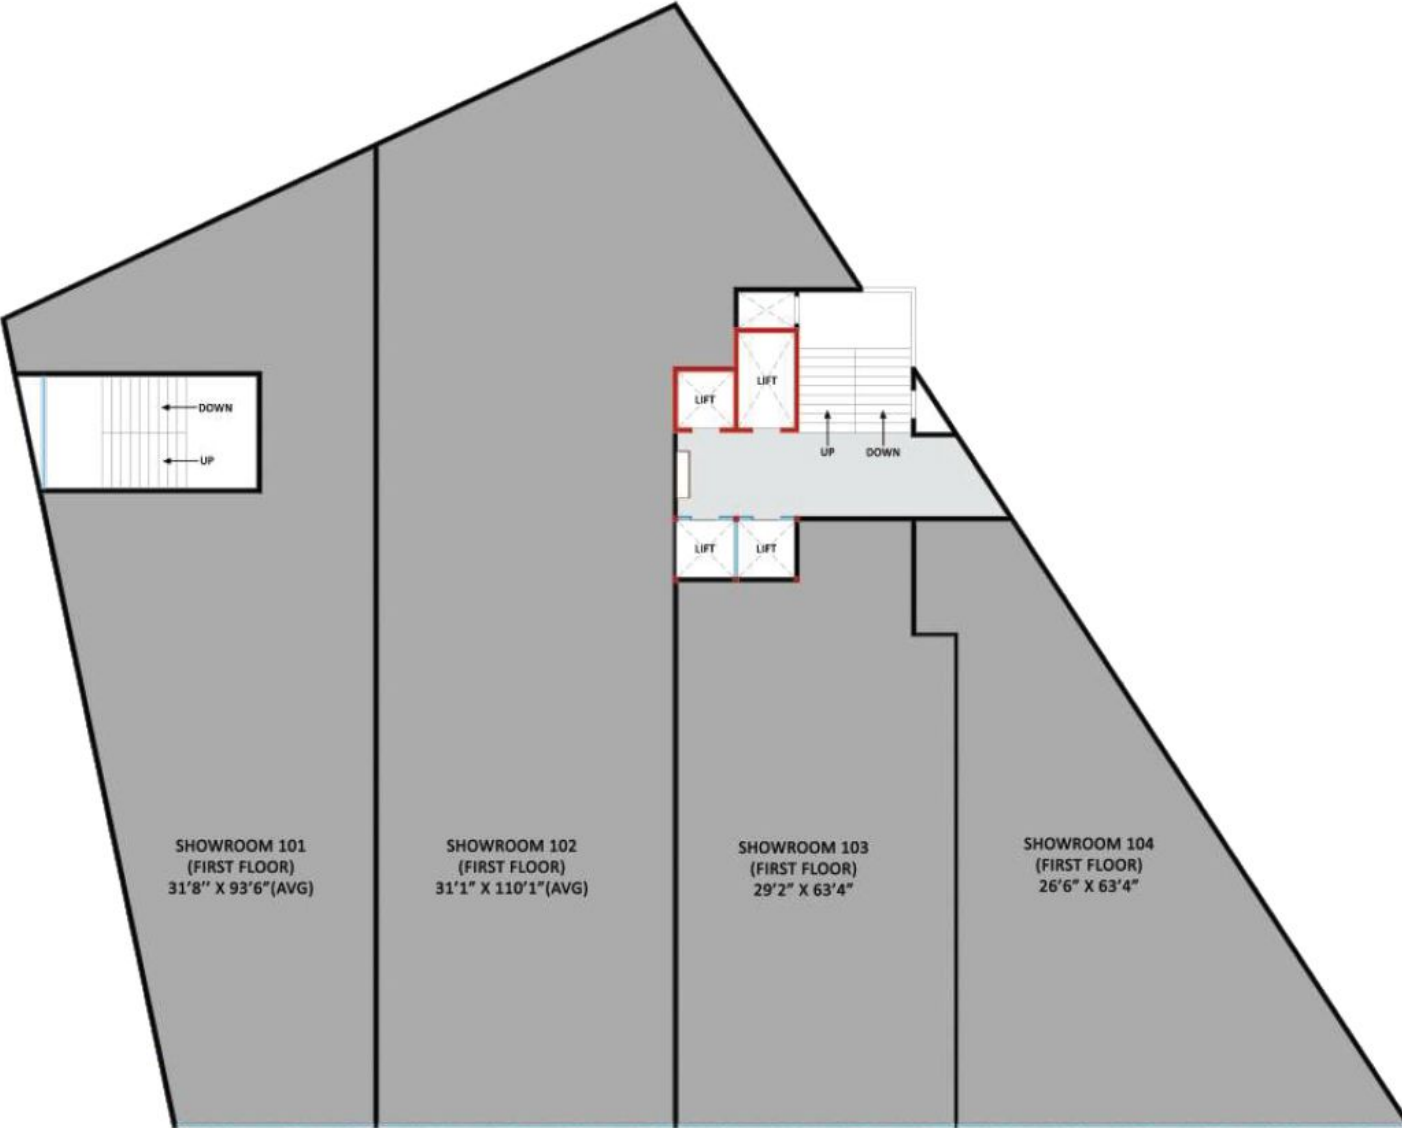 LIFT
LIFT
DOWN
UP
UP
DOWN
LIFT
LIFT
SHOWROOM 101
(FIRST FLOOR)
31'8'' X 93'6"(AVG)
SHOWROOM 102
(FIRST FLOOR)
31'1" X 110'1"(AVG)
SHOWROOM 103
(FIRST FLOOR)
29'2" X 63'4"
SHOWROOM 104
(FIRST FLOOR)
26'6" X 63'4"